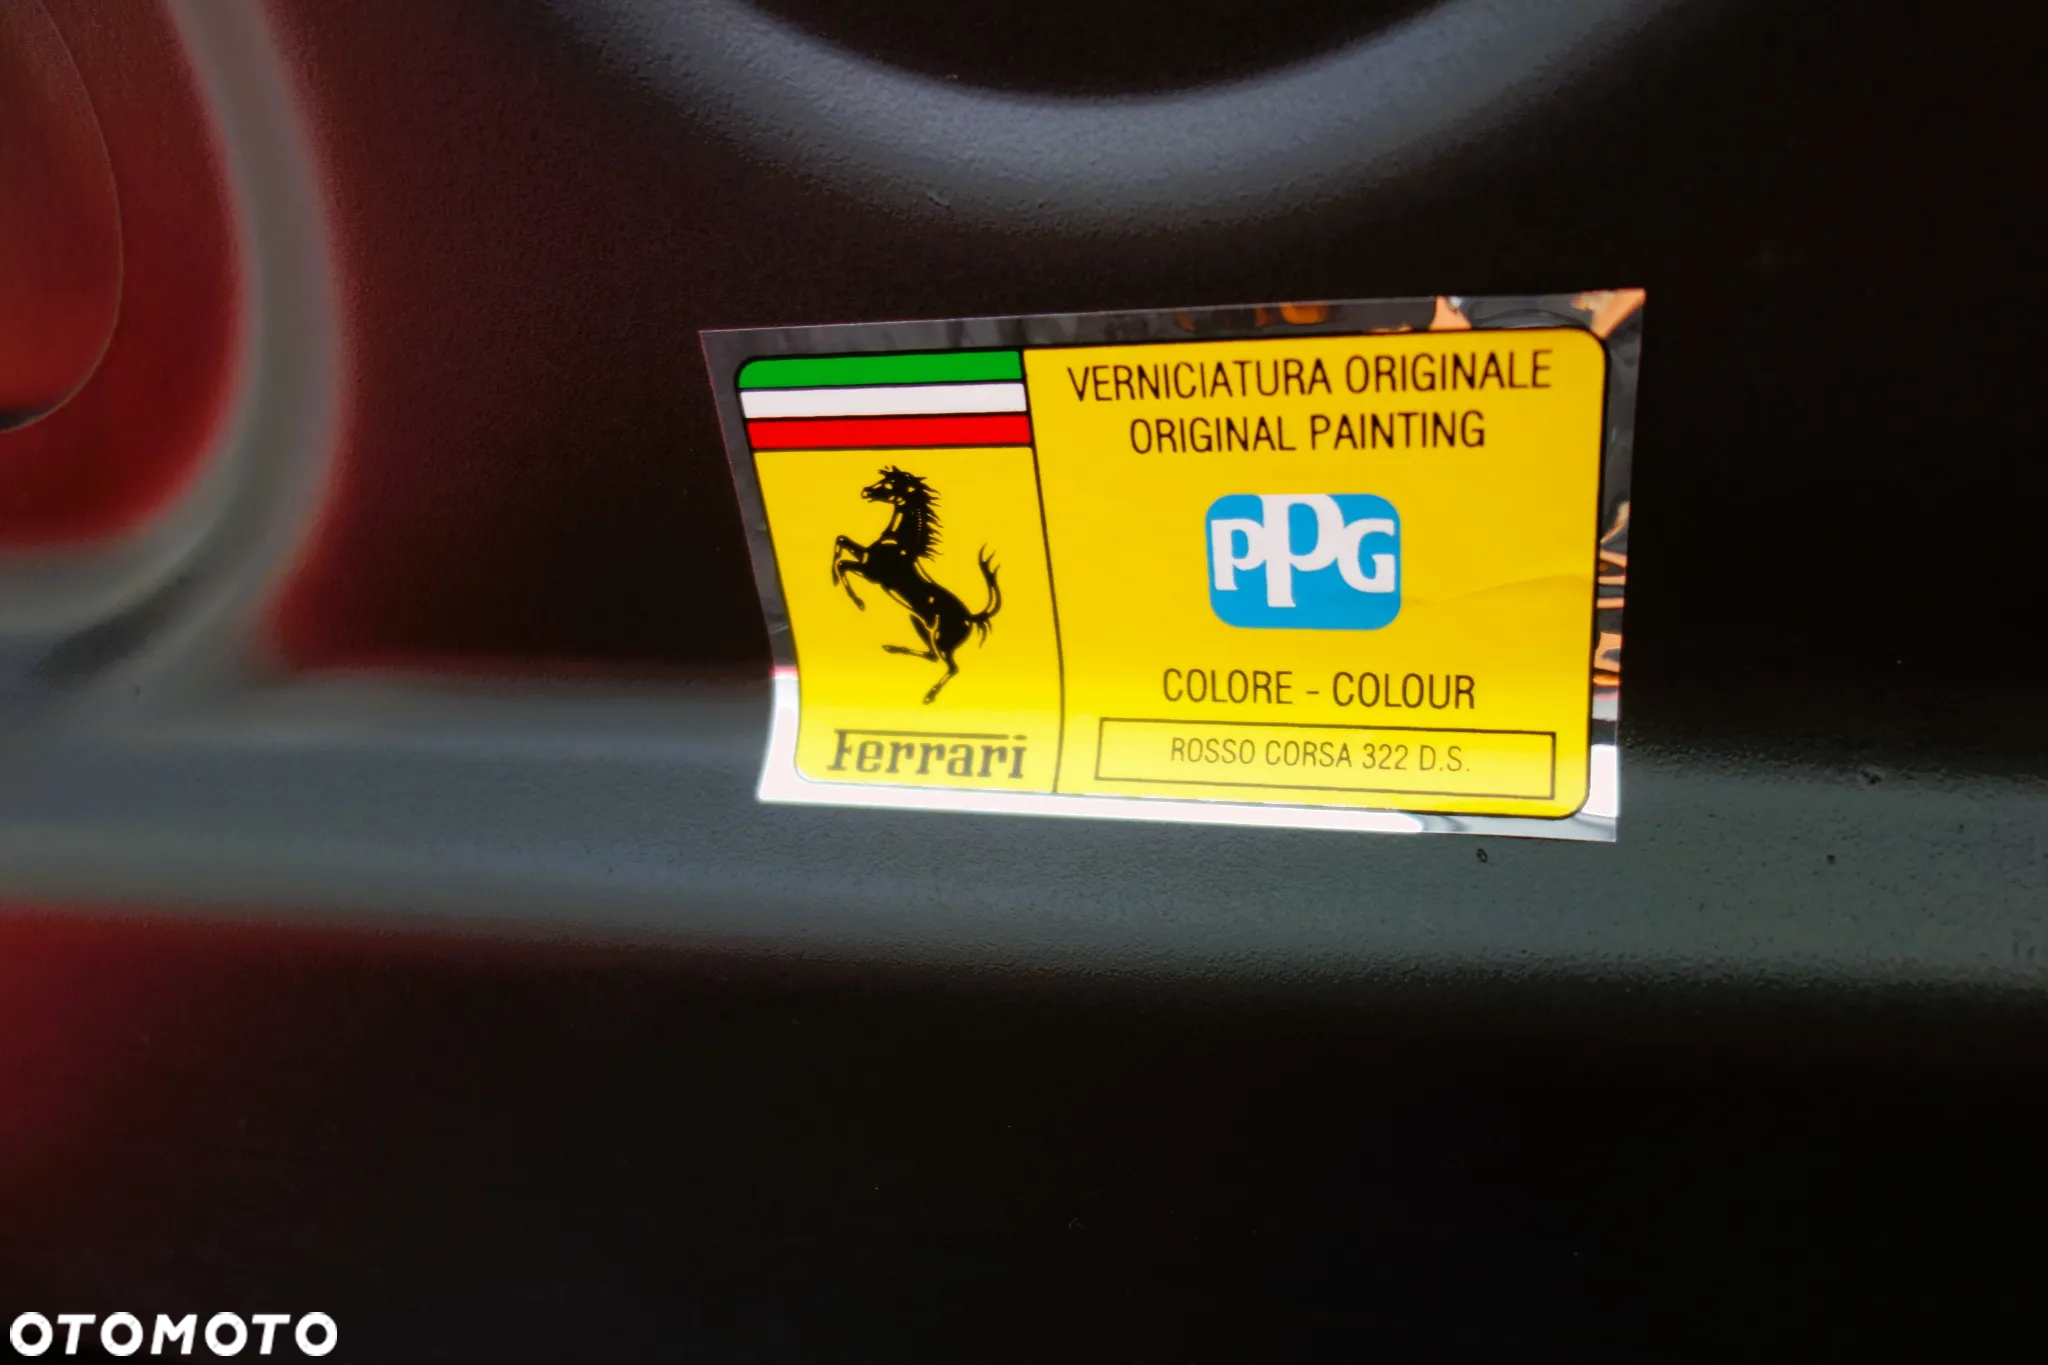 VERNICIATURA ORIGINALE
ORIGINAL PAINTING
PPG
COLORE - COLOUR
ROSSO CORSA 322 D.S.
Ferrari
OTOMOTO